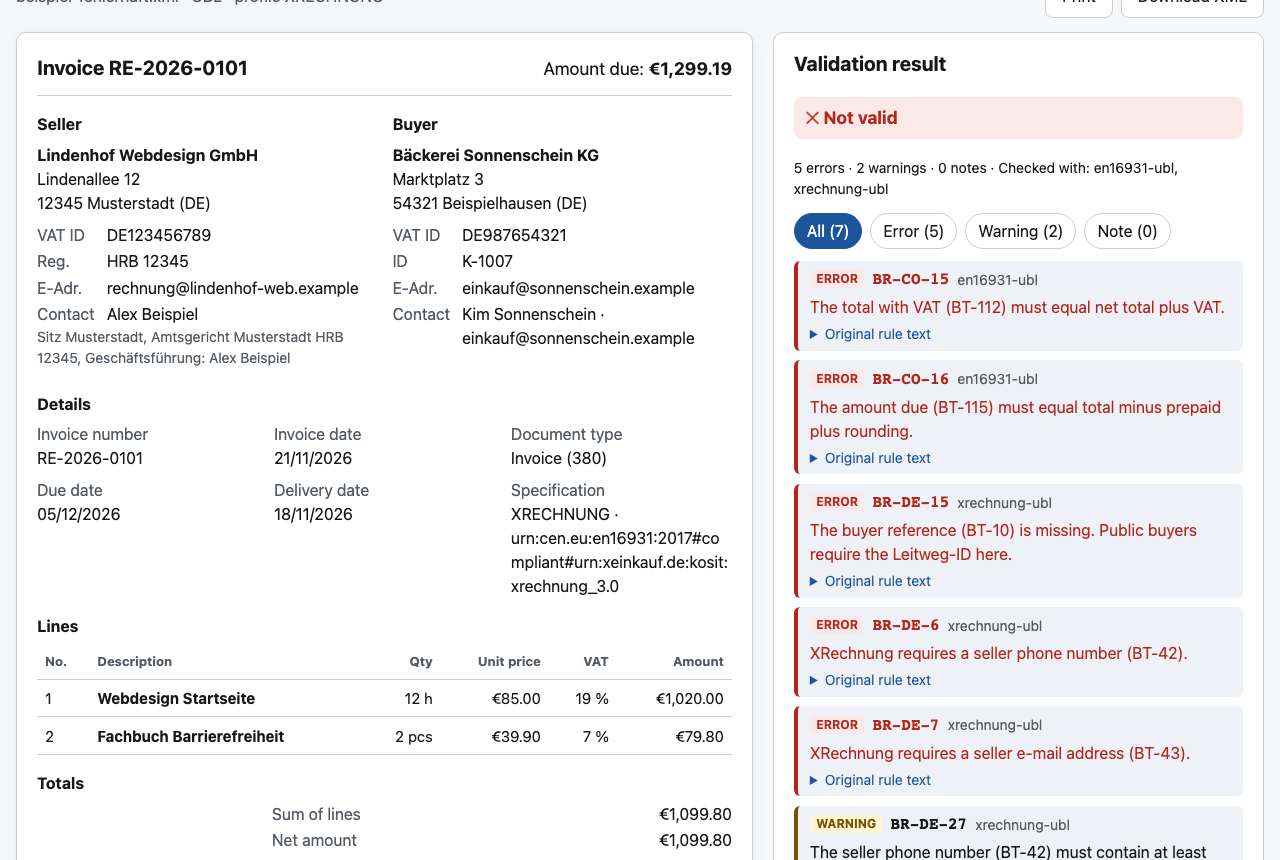 Invoice RE-2026-0101
Amount due: €1,299.19
Seller
Lindenhof Webdesign GmbH
Lindenallee 12
12345 Musterstadt (DE)
VAT ID DE123456789
Reg. HRB 12345
E-Adr. rechnung@lindenhof-web.example
Contact Alex Beispiel
Sitz Musterstadt, Amtsgericht Musterstadt HRB
12345, Geschäftsführung: Alex Beispiel
Buyer
Bäckerei Sonnenschein KG
Marktplatz 3
54321 Beispielhausen (DE)
VAT ID DE987654321
ID K-1007
E-Adr. einkauf@sonnenschein.example
Contact Kim Sonnenschein ·
einkauf@sonnenschein.example
Details
Invoice number
RE-2026-0101
Invoice date
21/11/2026
Document type
Invoice (380)
Due date
05/12/2026
Delivery date
18/11/2026
Specification
XRECHNUNG ·
urn:cen.eu:en16931:2017#co
mpliant#urn:xeinkauf.de:kosit:
xrechnung_3.0
Lines
No. Description Qty Unit price VAT Amount
1 Webdesign Startseite 12 h €85.00 19 % €1,020.00
2 Fachbuch Barrierefreiheit 2 pcs €39.90 7 % €79.80
Totals
Sum of lines €1,099.80
Net amount €1,099.80
Validation result
Not valid
5 errors · 2 warnings · 0 notes · Checked with: en16931-ubl,
xrechnung-ubl
All (7) Error (5) Warning (2) Note (0)
ERROR BR-CO-15 en16931-ubl
The total with VAT (BT-112) must equal net total plus VAT.
Original rule text
ERROR BR-CO-16 en16931-ubl
The amount due (BT-115) must equal total minus prepaid
plus rounding.
Original rule text
ERROR BR-DE-15 xrechnung-ubl
The buyer reference (BT-10) is missing. Public buyers
require the Leitweg-ID here.
Original rule text
ERROR BR-DE-6 xrechnung-ubl
XRechnung requires a seller phone number (BT-42).
Original rule text
ERROR BR-DE-7 xrechnung-ubl
XRechnung requires a seller e-mail address (BT-43).
Original rule text
WARNING BR-DE-27 xrechnung-ubl
The seller phone number (BT-42) must contain at least